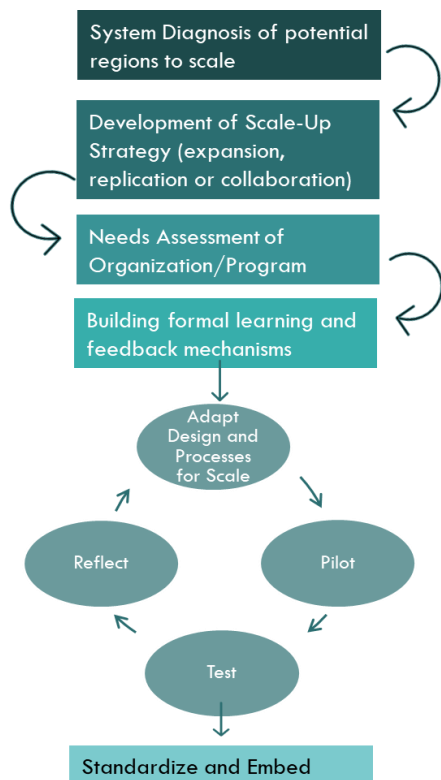 System Diagnosis of potential
regions to scale
Development of Scale-Up
Strategy (expansion,
replication or collaboration)
Needs Assessment of
Organization/Program
Building formal learning and
feedback mechanisms
Adapt
Design and
Processes
for Scale
Reflect
Pilot
Test
Standardize and Embed